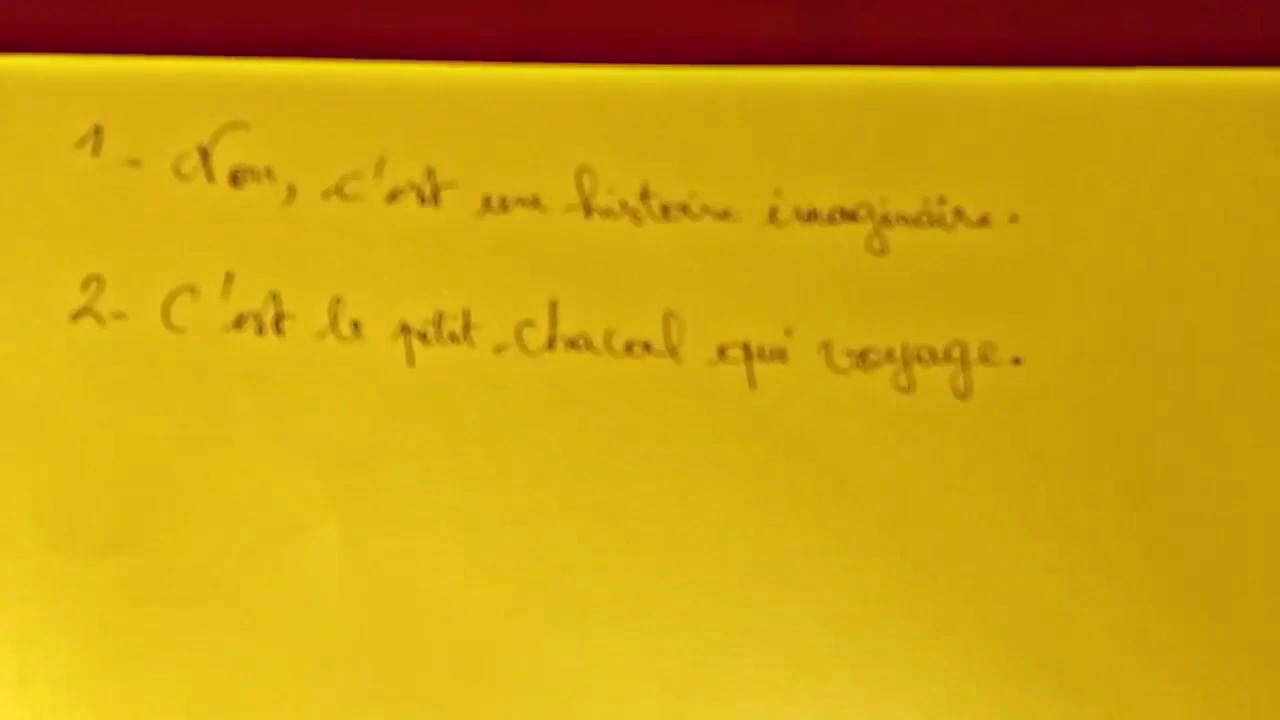 1- Non, c'est une histoire imaginaire.
2- C'est le petit chacal qui voyage.